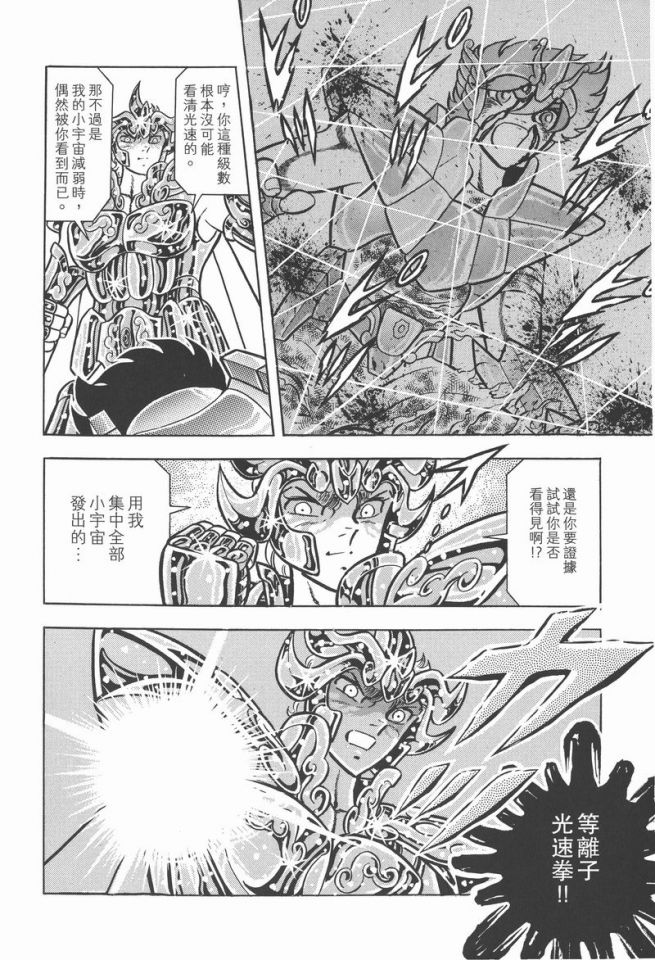 哼，你這種級數
根本沒可能
看清光速的。
那不過是
我的小宇宙減弱時，
偶然被你看到而已。
還是你要證據
試試你是否
看得見啊!?
用我
集中全部
小宇宙
發出的…
カッ
等離子
光速拳!!